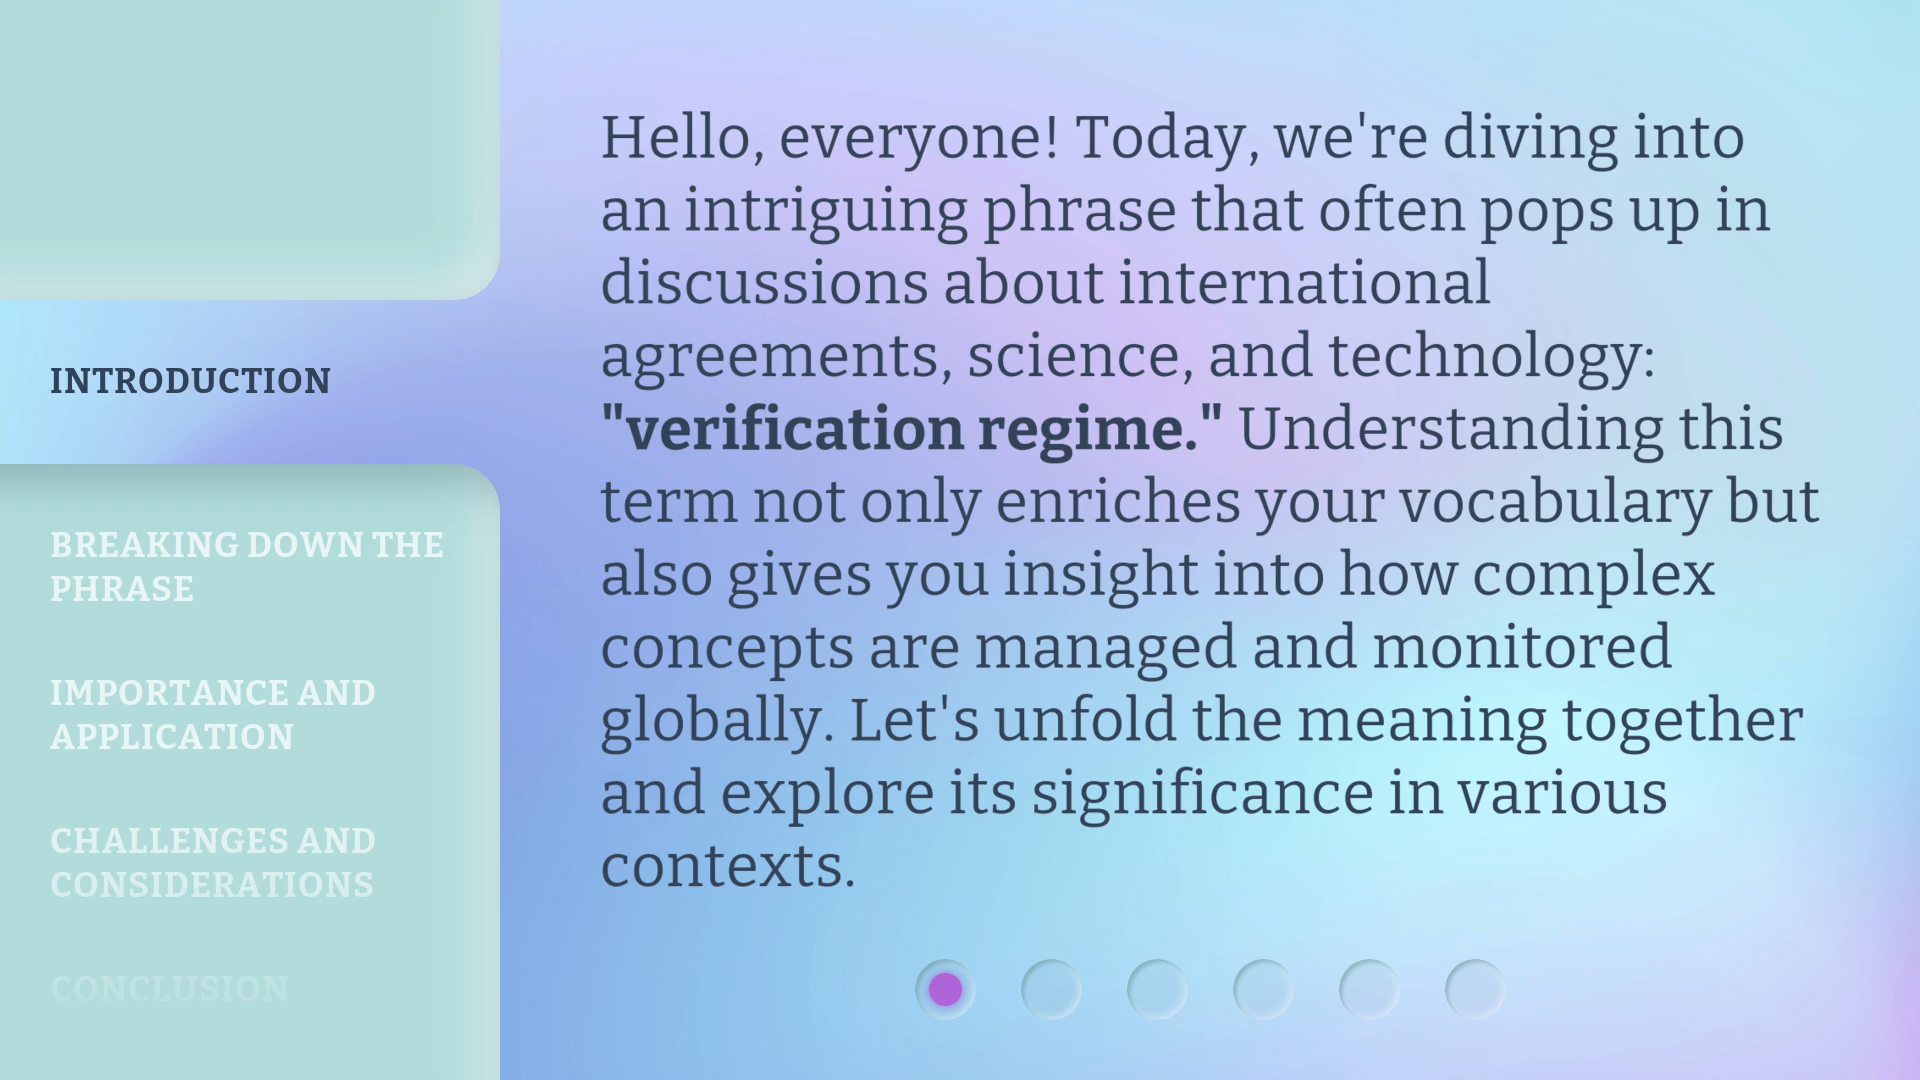 INTRODUCTION
BREAKING DOWN THE
PHRASE
IMPORTANCE AND
APPLICATION
CHALLENGES AND
CONSIDERATIONS
CONCLUSION
Hello, everyone! Today, we're diving into
an intriguing phrase that often pops up in
discussions about international
agreements, science, and technology:
"verification regime." Understanding this
term not only enriches your vocabulary but
also gives you insight into how complex
concepts are managed and monitored
globally. Let's unfold the meaning together
and explore its significance in various
contexts.